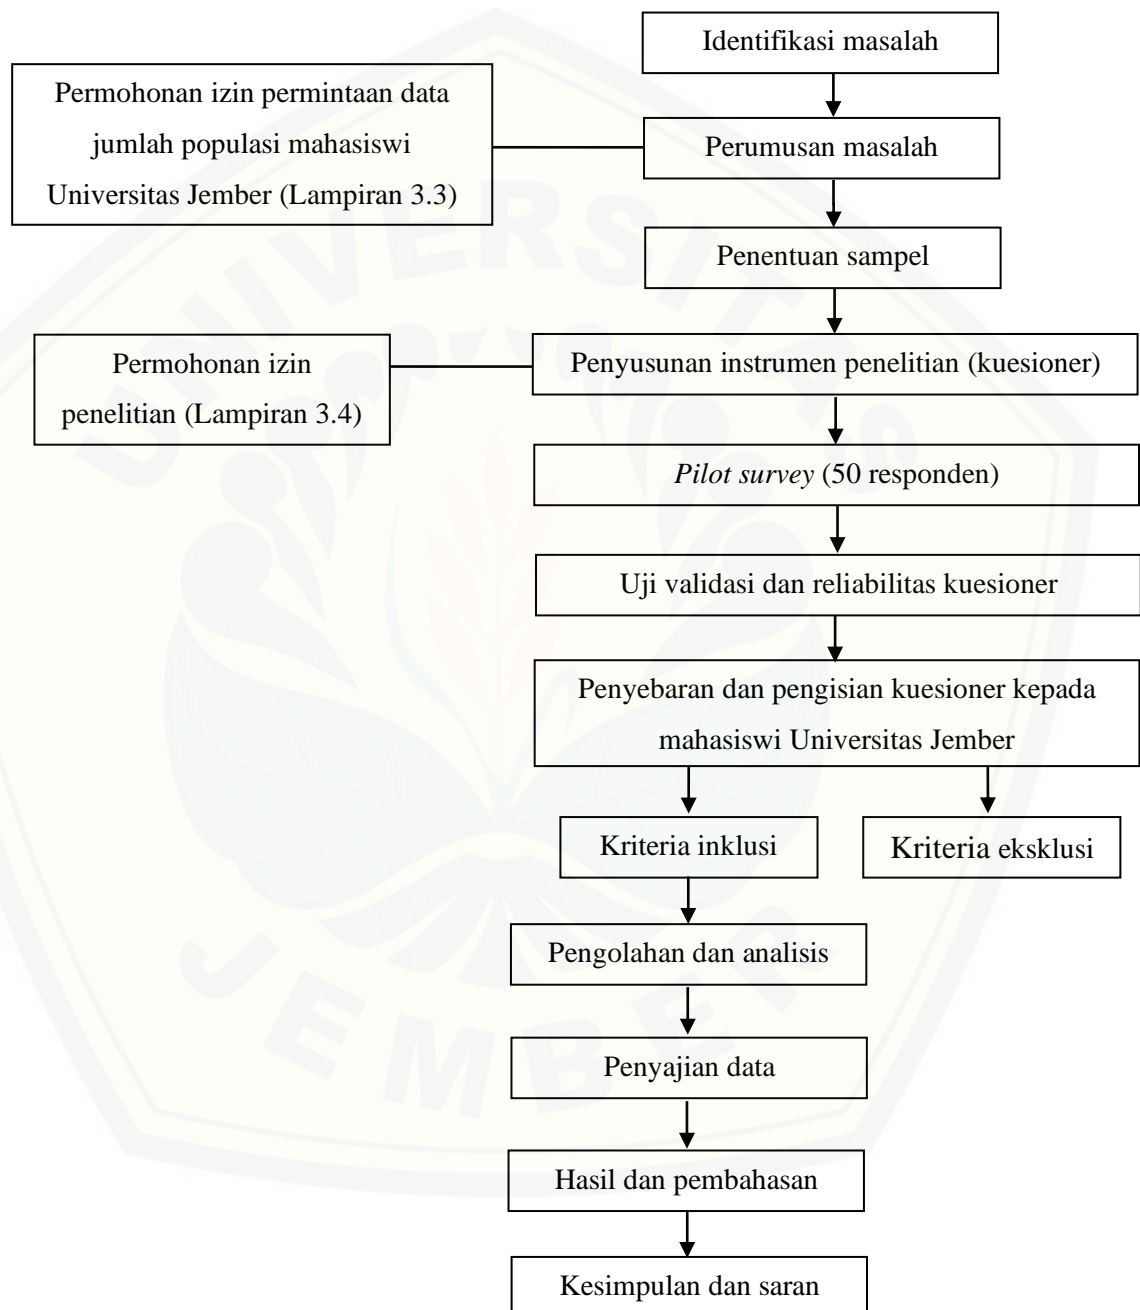 Identifikasi masalah
Permohonan izin permintaan data
jumlah populasi mahasiswi
Universitas Jember (Lampiran 3.3)
Perumusan masalah
Penentuan sampel
Permohonan izin
penelitian (Lampiran 3.4)
Penyusunan instrumen penelitian (kuesioner)
Pilot survey (50 responden)
Uji validasi dan reliabilitas kuesioner
Penyebaran dan pengisian kuesioner kepada
mahasiswi Universitas Jember
Kriteria inklusi
Kriteria eksklusi
Pengolahan dan analisis
Penyajian data
Hasil dan pembahasan
Kesimpulan dan saran
UNIVERSITAS
JEMBER